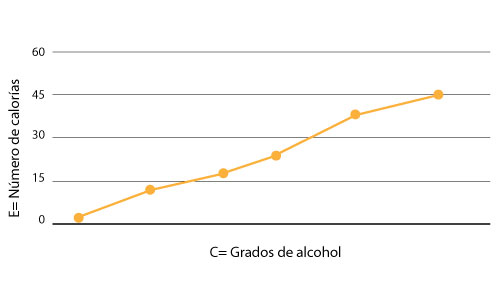 60
45
30
15
0
E= Número de calorías
C= Grados de alcohol